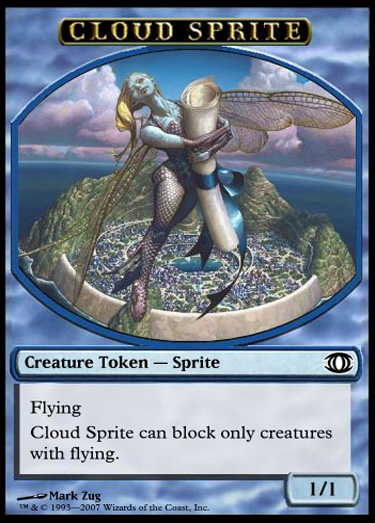 CLOUD SPRITE
Creature Token — Sprite
Flying
Cloud Sprite can block only creatures
with flying.
Mark Zug
™ & © 1993—2007 Wizards of the Coast, Inc.
1/1